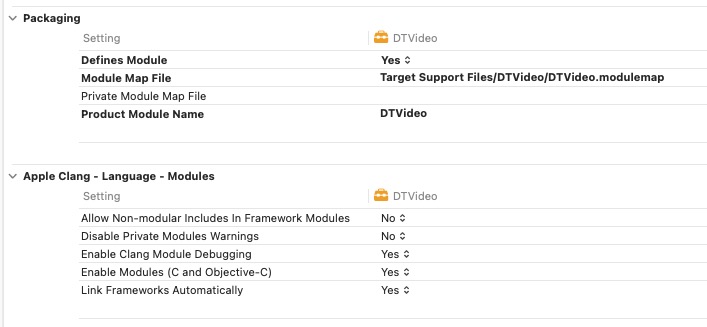 Packaging
Setting DTVideo
Defines Module Yes
Module Map File Target Support Files/DTVideo/DTVideo.modulemap
Private Module Map File
Product Module Name DTVideo
Apple Clang - Language - Modules
Setting DTVideo
Allow Non-modular Includes In Framework Modules No
Disable Private Modules Warnings No
Enable Clang Module Debugging Yes
Enable Modules (C and Objective-C) Yes
Link Frameworks Automatically Yes